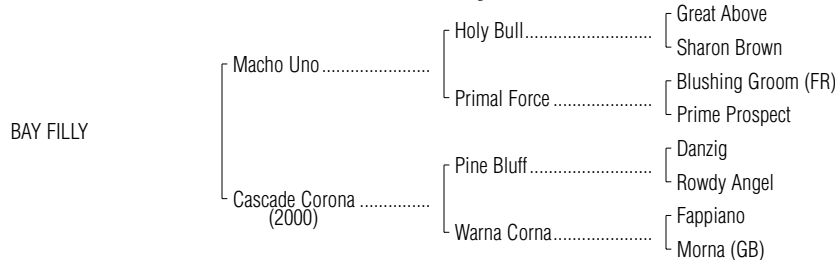 Great Above
Holy Bull
Sharon Brown
Macho Uno
Blushing Groom (FR)
Primal Force
Prime Prospect
BAY FILLY
Danzig
Pine Bluff
Rowdy Angel
Cascade Corona
(2000)
Fappiano
Warna Corna
Morna (GB)